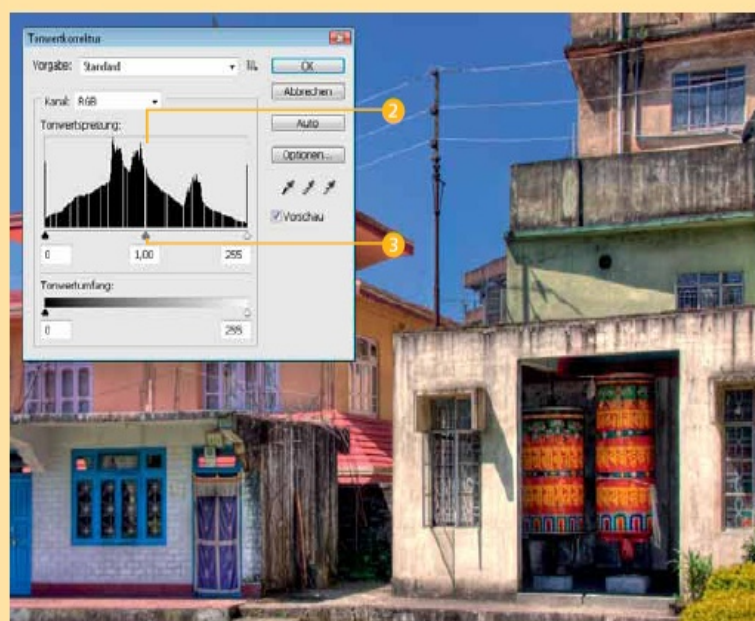 Tonwertkorrektur
Vorgabe: Standard
OK
Abbrechen
Kanal: RGB
Auto
Tonwertspreizung:
Optionen...
Vorschau
0 1,00 255
Tonwertumfang:
0 255
2
3